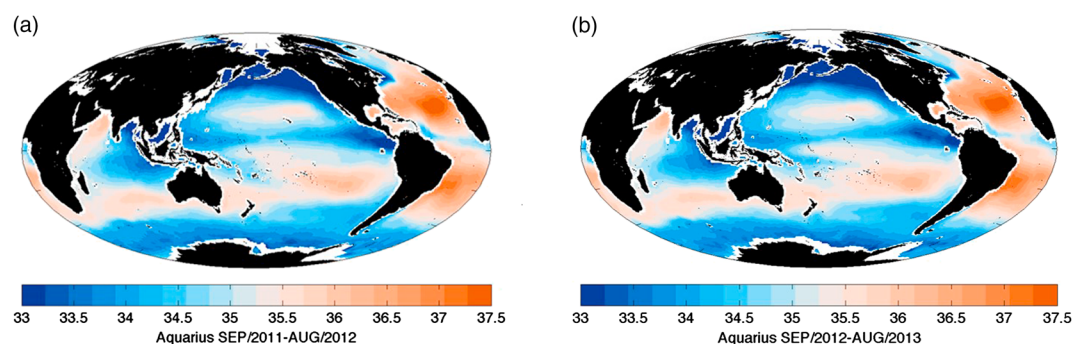 (a)
(b)
33 33.5 34 34.5 35 35.5 36 36.5 37 37.5
33 33.5 34 34.5 35 35.5 36 36.5 37 37.5
Aquarius SEP/2011-AUG/2012
Aquarius SEP/2012-AUG/2013